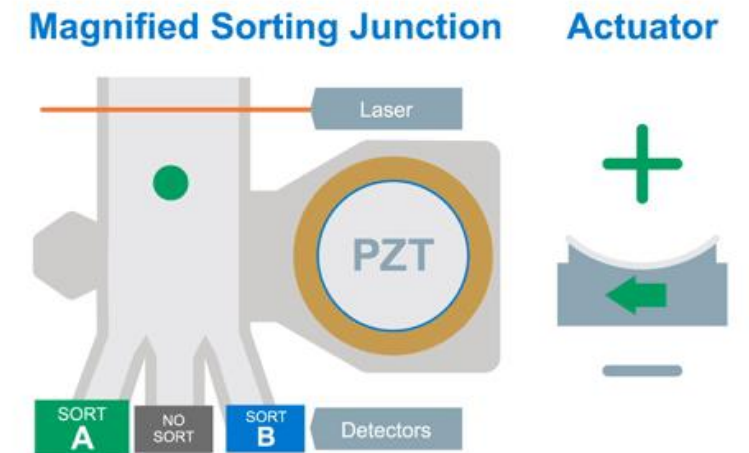 Magnified Sorting Junction
Actuator
Laser
PZT
SORT
A
NO
SORT
SORT
B
Detectors